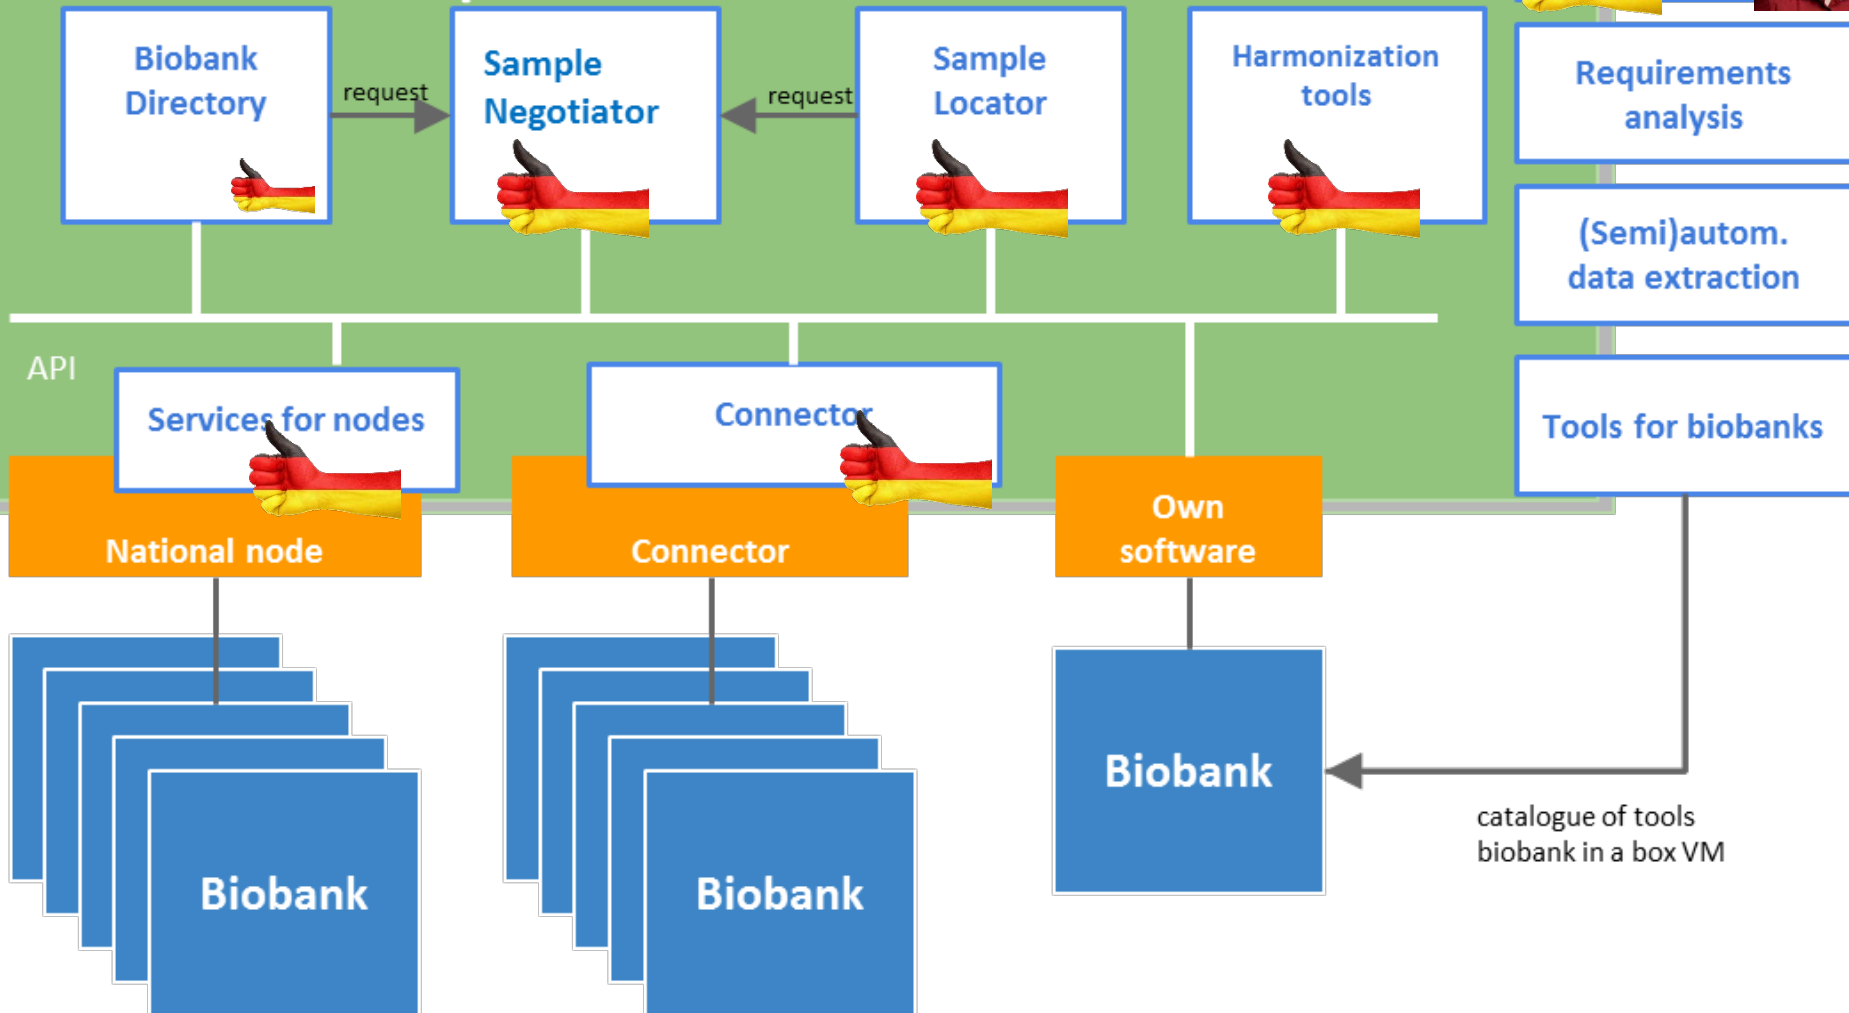 Biobank
Directory
request
Sample
Negotiator
request
Sample
Locator
Harmonization
tools
Requirements
analysis
(Semi)autom.
data extraction
API
Services for nodes
Connector
Tools for biobanks
National node
Connector
Own
software
Biobank
Biobank
Biobank
catalogue of tools
biobank in a box VM